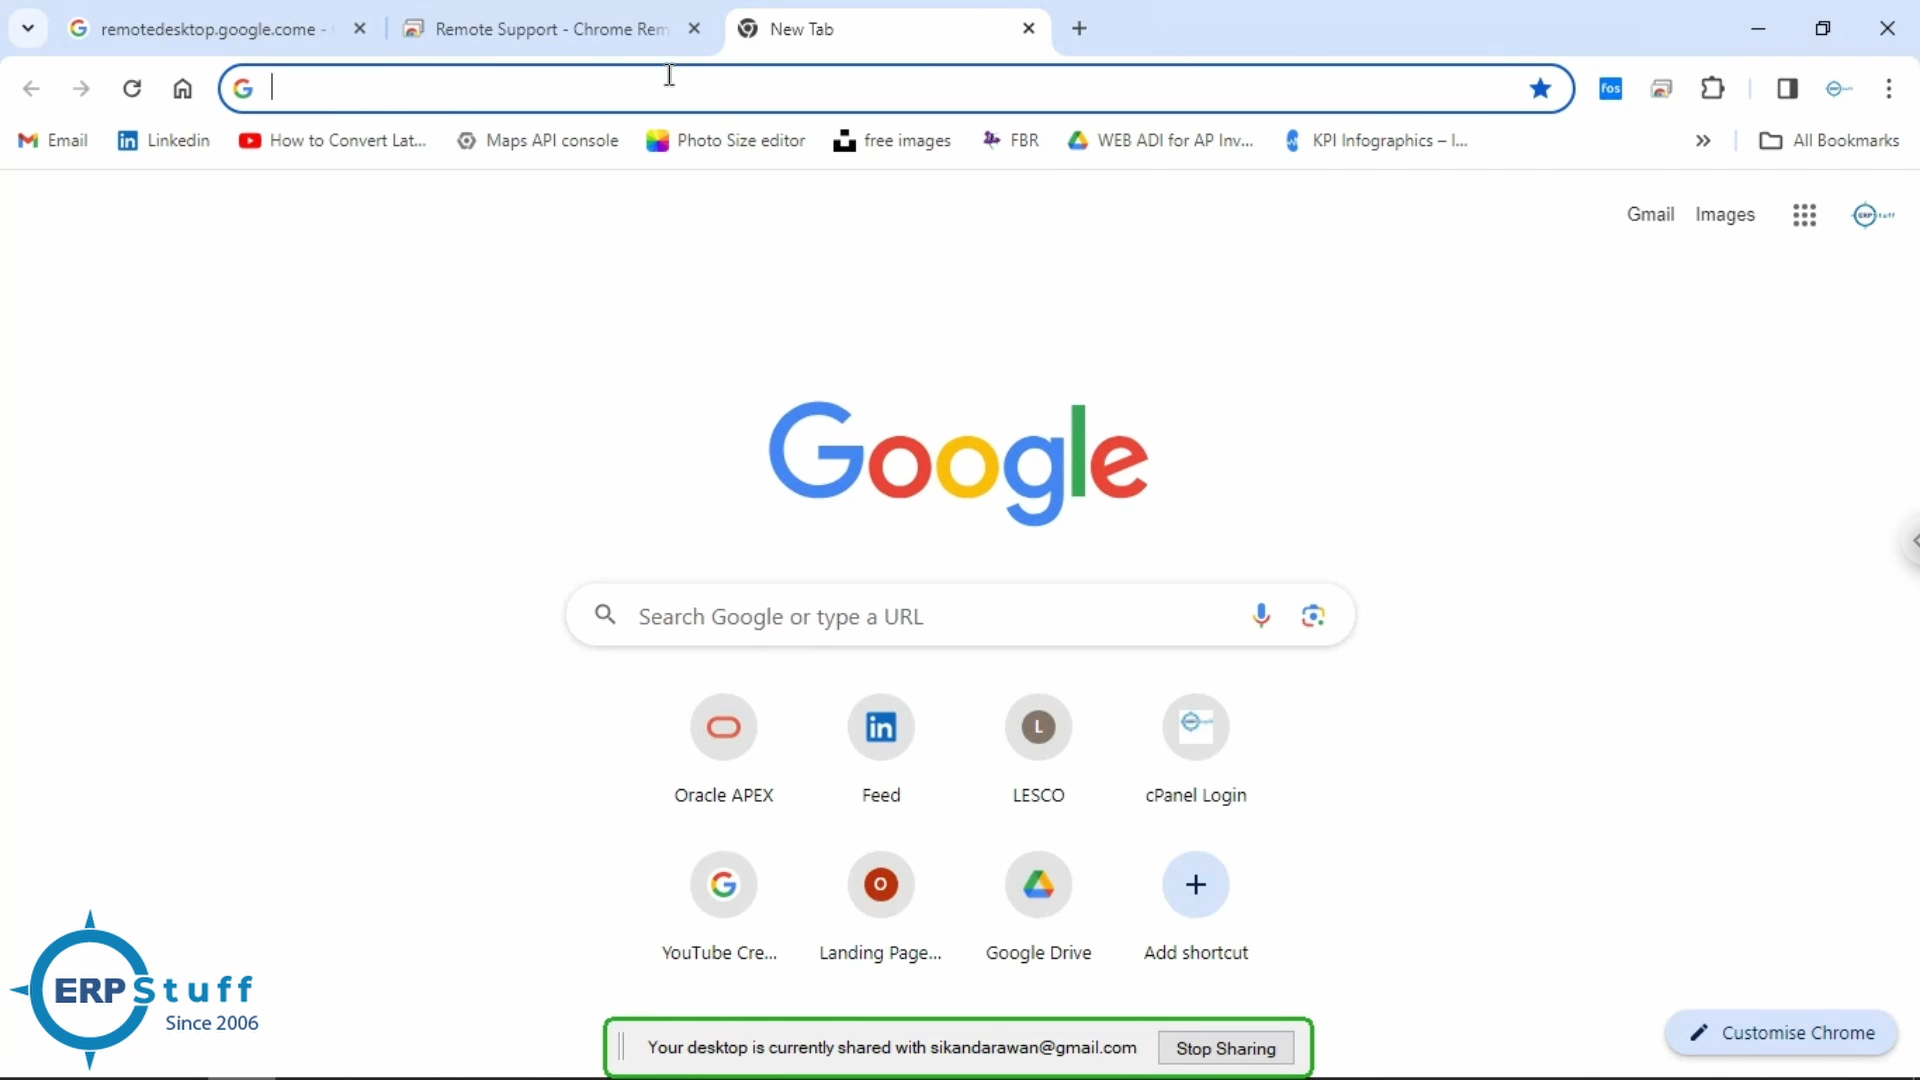 remotedesktop.google.come -
Remote Support - Chrome Rem
New Tab
fos
Email
Linkedin
How to Convert Lat...
Maps API console
Photo Size editor
free images
FBR
WEB ADI for AP Inv...
KPI Infographics – I...
All Bookmarks
Gmail
Images
ERP
Google
Search Google or type a URL
in
L
Oracle APEX
Feed
LESCO
cPanel Login
O
YouTube Cre...
Landing Page...
Google Drive
Add shortcut
ERPStuff
Since 2006
Your desktop is currently shared with sikandarawan@gmail.com
Stop Sharing
Customise Chrome